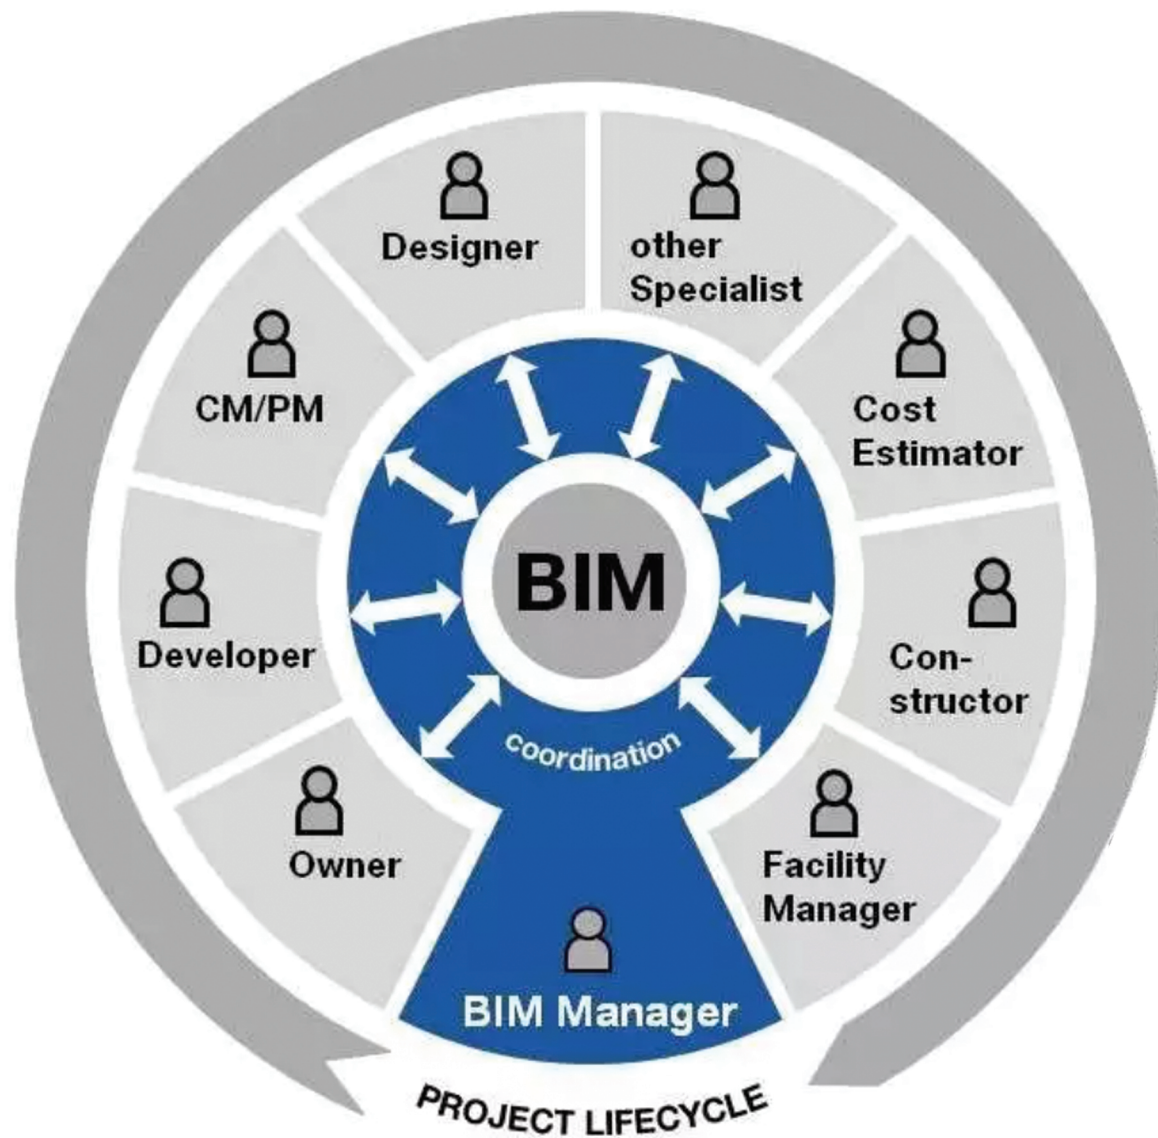 Designer
other
Specialist
CM/PM
Cost
Estimator
BIM
Developer
Con-
structor
coordination
Owner
Facility
Manager
BIM Manager
PROJECT LIFECYCLE